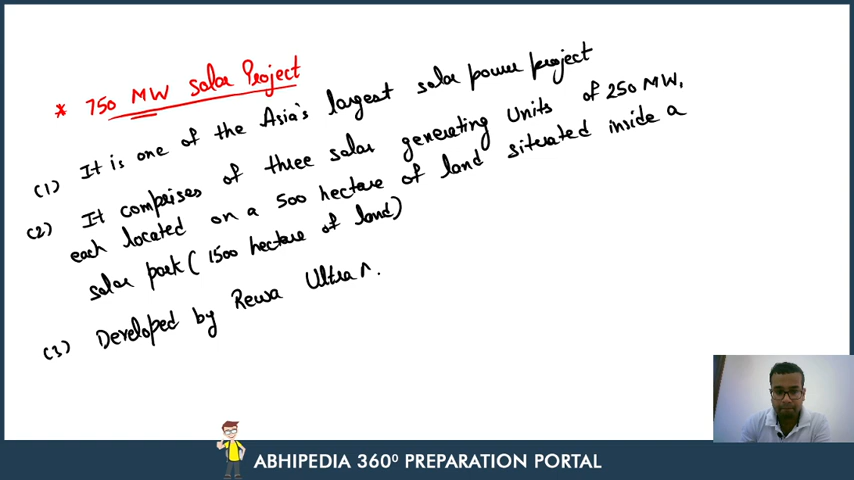 * 750 MW Solar Project
(1) It is one of the Asia's largest solar power project
(2) It comprises of three solar generating Units of 250 MW,
each located on a 500 hectare of land situated inside a
solar park (1500 hectare of land)
(3) Developed by Rewa Ultra
ABHIPEDIA 360° PREPARATION PORTAL